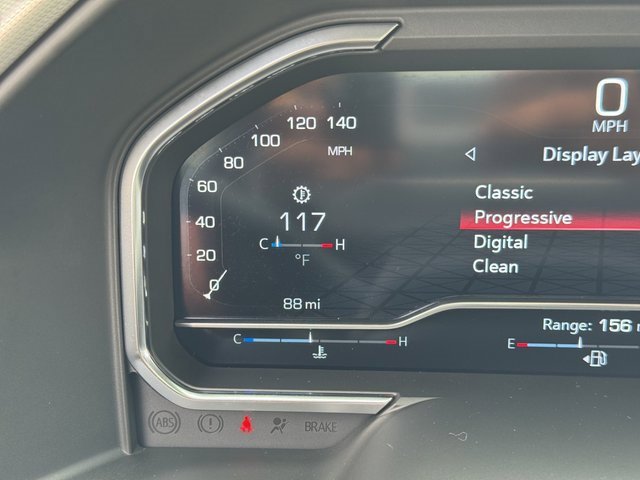 0
MPH
120 140
100
MPH
80
Display Lay
60
Classic
117
Progressive
40
C H
Digital
20
°F
Clean
0
88 mi
Range: 156
C H
E
ABS
BRAKE